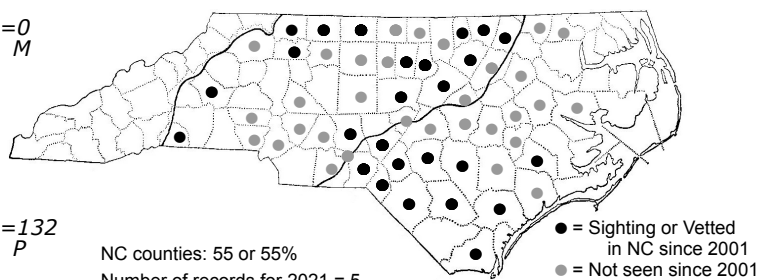 =0
M
=132
P
NC counties: 55 or 55%
Number of records for 2021 = 5
● = Sighting or Vetted
in NC since 2001
● = Not seen since 2001